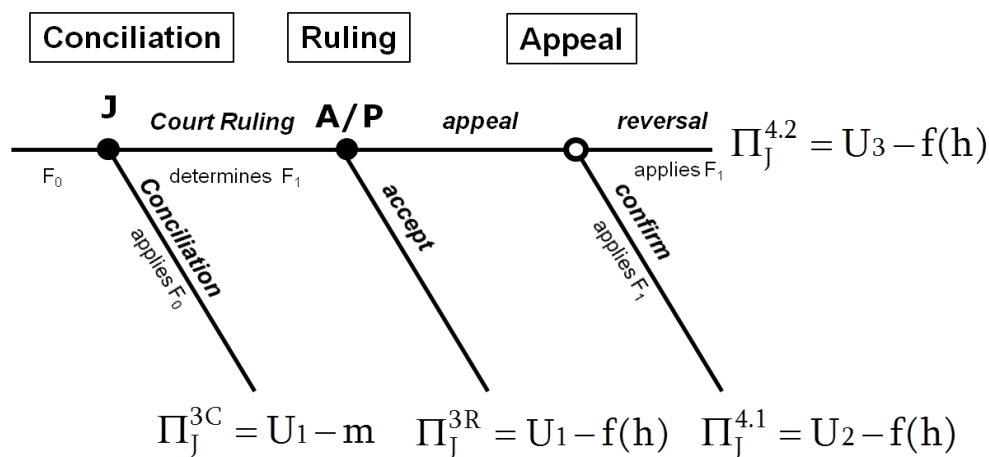 Conciliation Ruling Appeal
J Court Ruling A/P appeal reversal
F₀ determines F₁ applies F₁ Π_J^{4.2} = U₃ – f(h)
Conciliation
applies F₀
accept
confirm
applies F₁
Π_J^{3C} = U₁ – m Π_J^{3R} = U₁ – f(h) Π_J^{4.1} = U₂ – f(h)